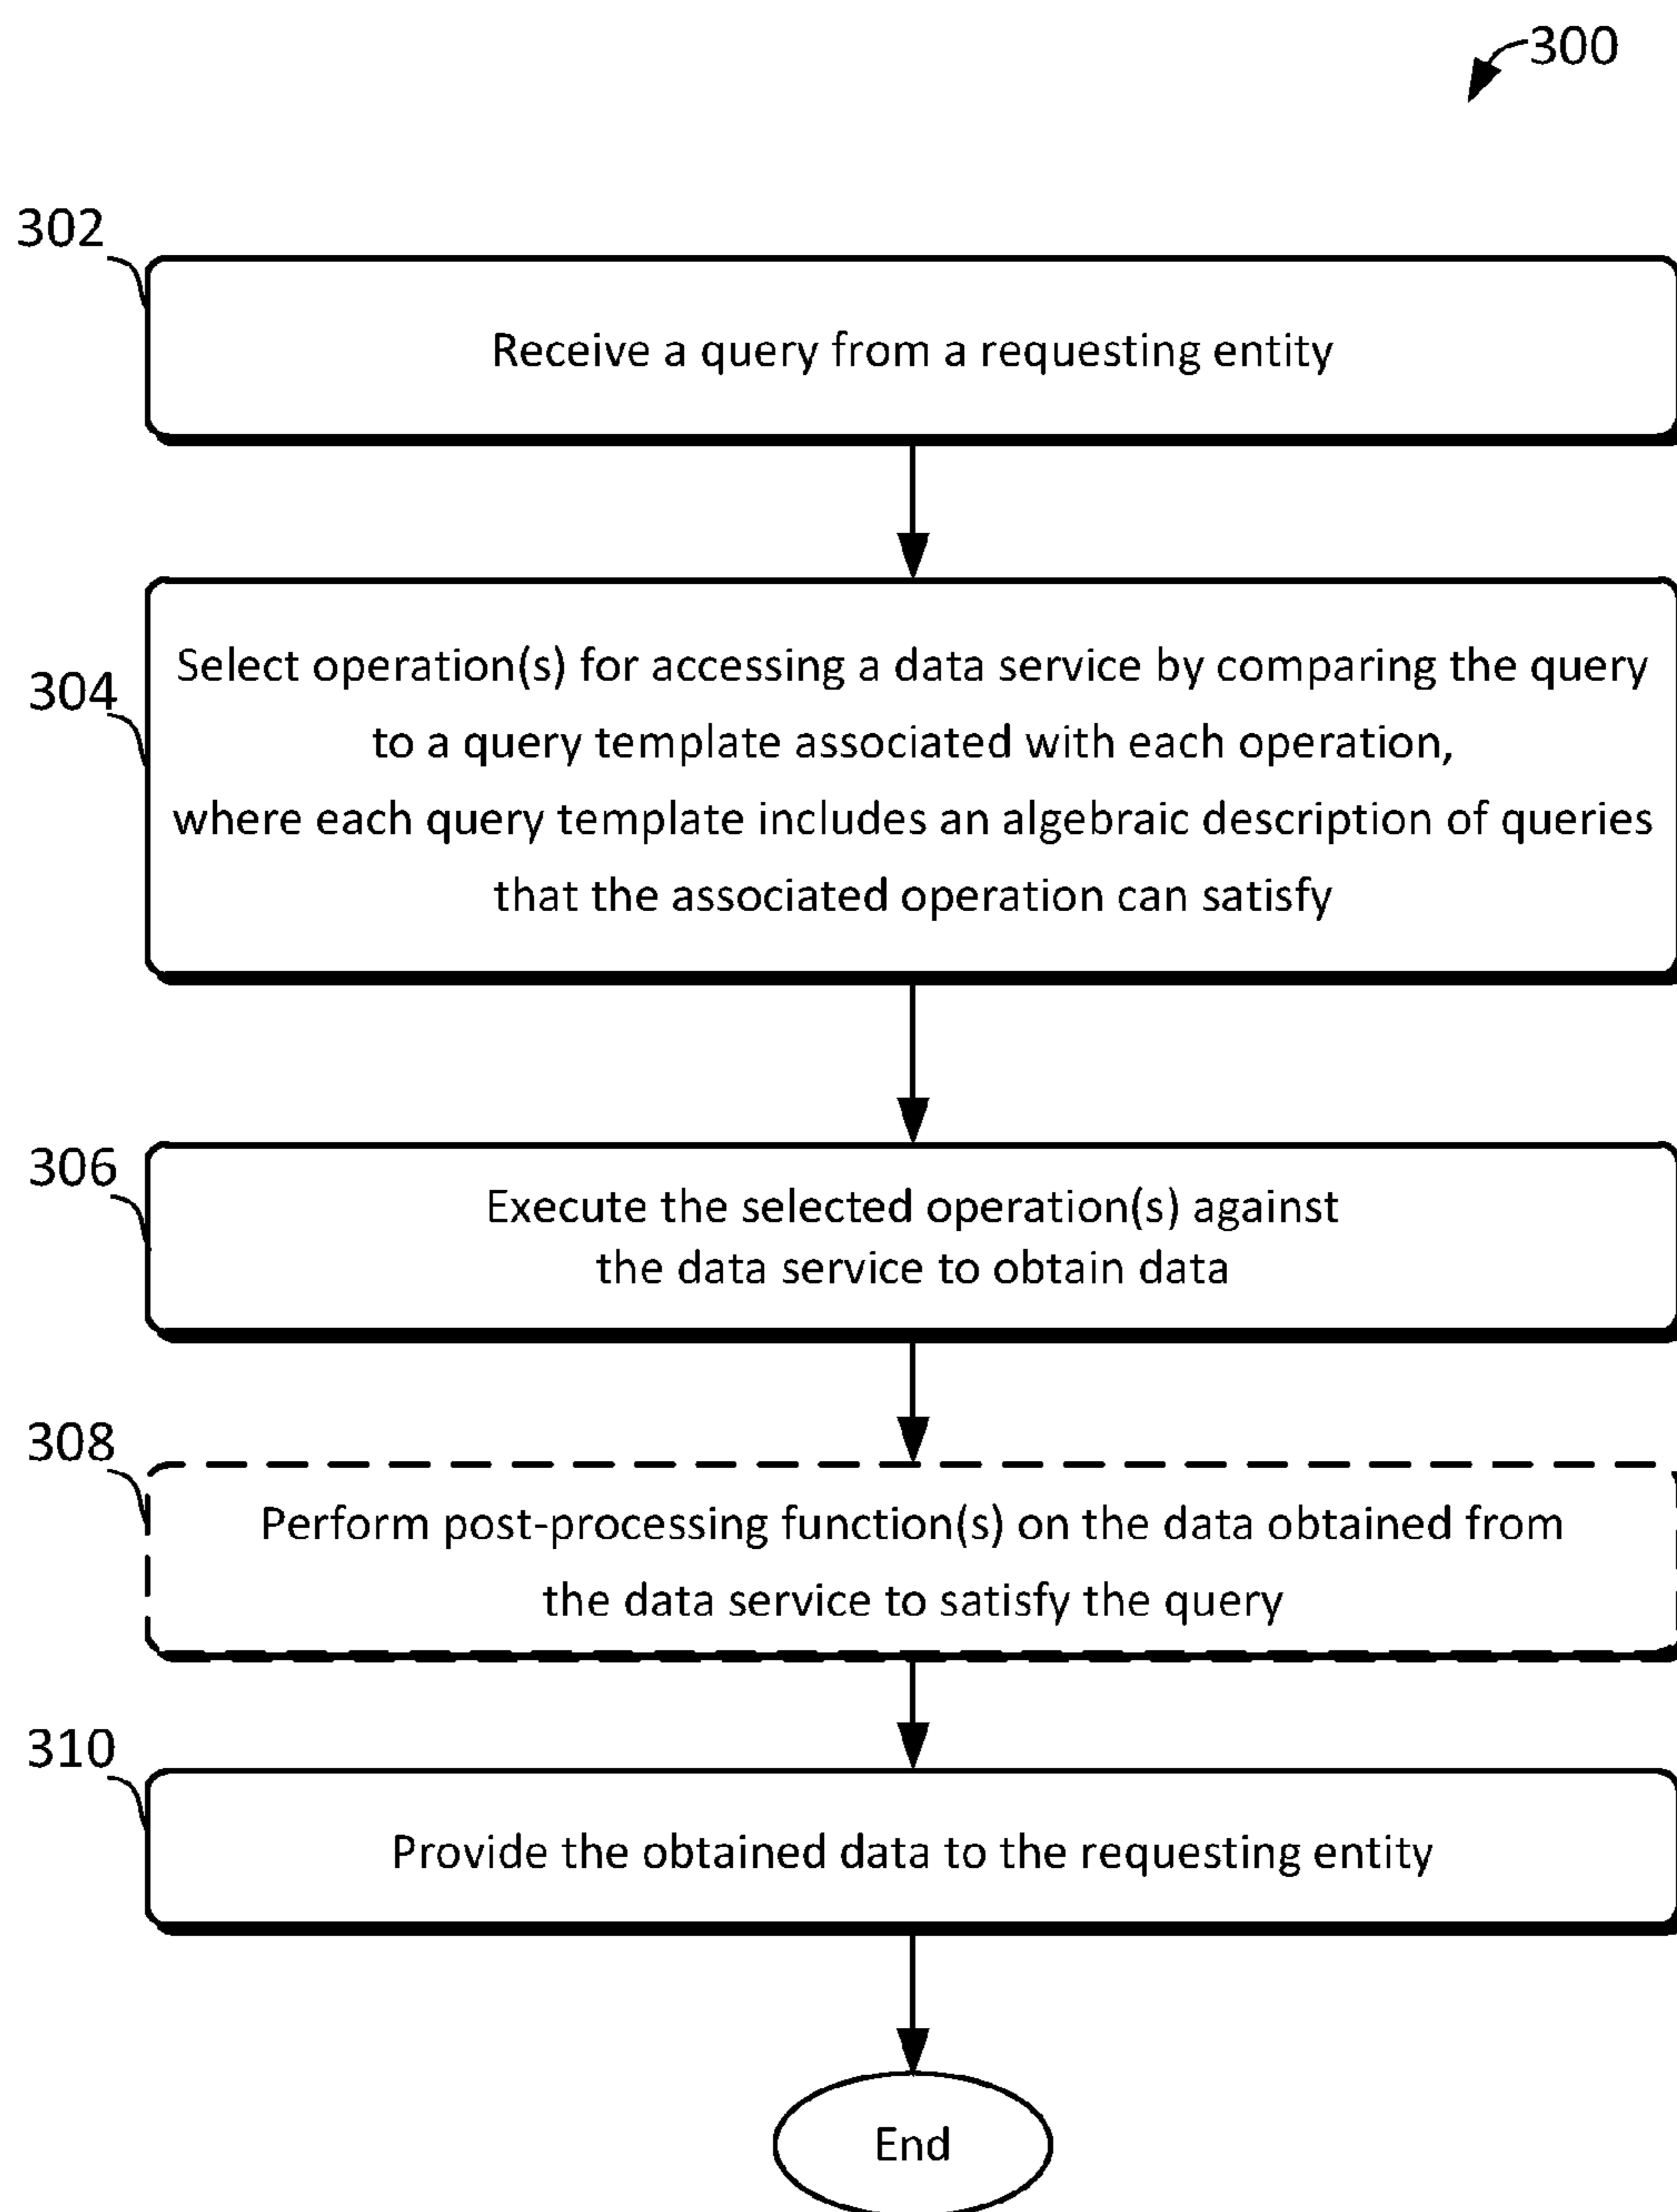 300
302
Receive a query from a requesting entity
304
Select operation(s) for accessing a data service by comparing the query
to a query template associated with each operation,
where each query template includes an algebraic description of queries
that the associated operation can satisfy
306
Execute the selected operation(s) against
the data service to obtain data
308
Perform post-processing function(s) on the data obtained from
the data service to satisfy the query
310
Provide the obtained data to the requesting entity
End